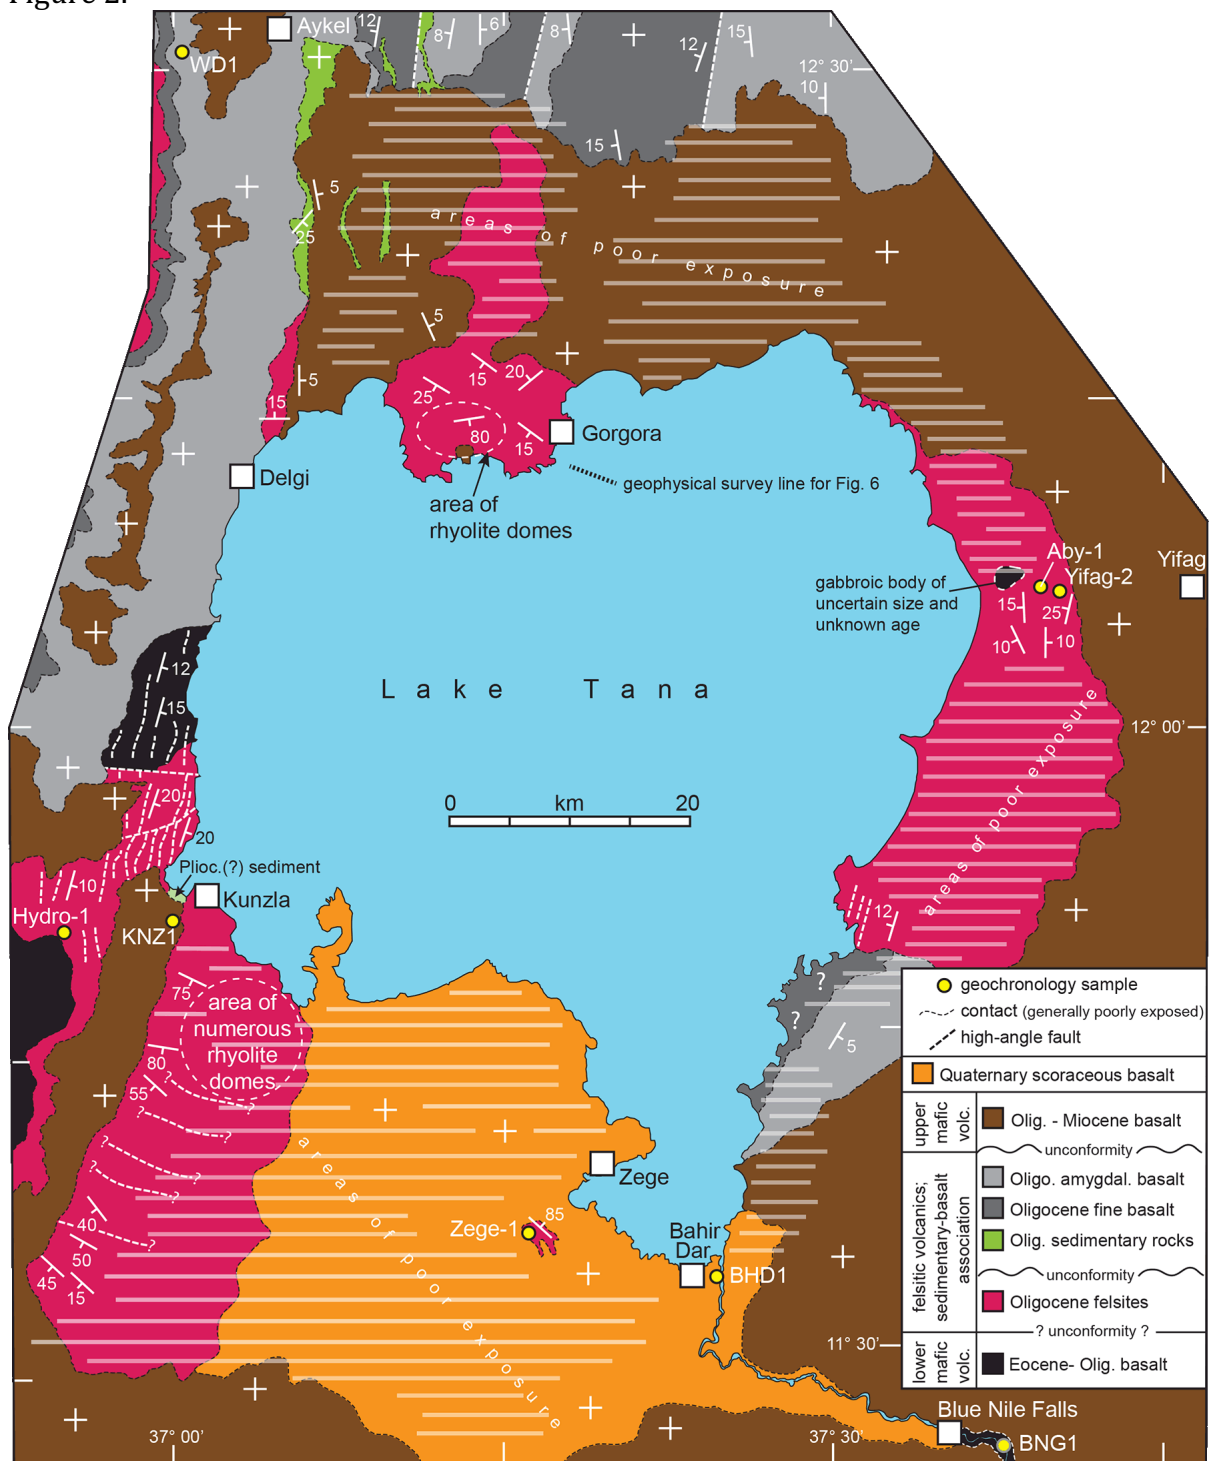 Figure 2.
Aykel
WD1
12
8
6
8
12
15
12° 30'
10
15
5
25
areas of poor exposure
5
5
15
20
15
25
80
15
Gorgora
Delgi
geophysical survey line for Fig. 6
area of
rhyolite domes
Aby-1
Yifag
Yifag-2
gabbroic body of
uncertain size and
unknown age
15
25
10
10
12
15
Lake Tana
12° 00'
areas of poor exposure
0 km 20
20
20
Plioc.(?) sediment
10
Kunzla
Hydro-1
KNZ1
12
75
area of
numerous
rhyolite
domes
80
55
?
?
?
?
?
?
?
?
?
?
5
40
50
45
15
areas of poor exposure
Zege
Zege-1
85
Bahir
Dar
BHD1
11° 30'
Blue Nile Falls
BNG1
37° 00'
37° 30'
geochronology sample
contact (generally poorly exposed)
high-angle fault
Quaternary scoraceous basalt
upper
mafic
volc.
Olig. - Miocene basalt
unconformity
felsitic volcanics;
sedimentary-basalt
association
Oligo. amygdal. basalt
Oligocene fine basalt
Olig. sedimentary rocks
unconformity
Oligocene felsites
? unconformity ?
lower
mafic
volc.
Eocene- Olig. basalt